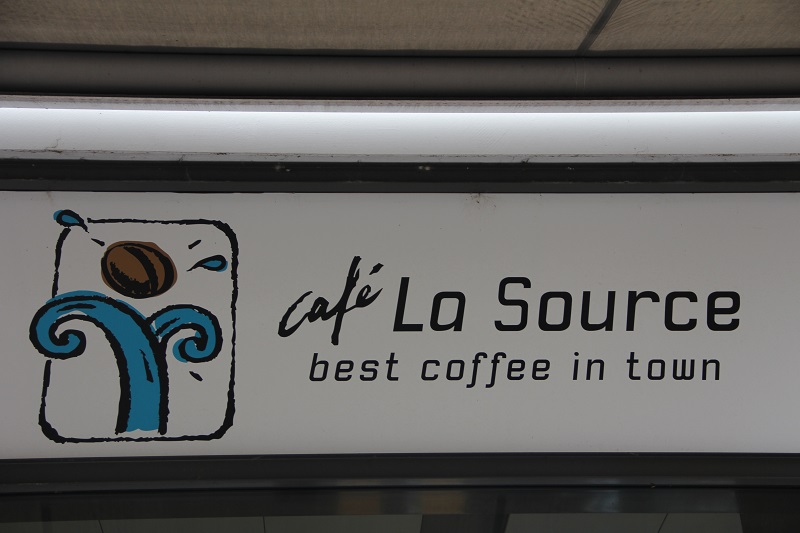 café La Source
best coffee in town